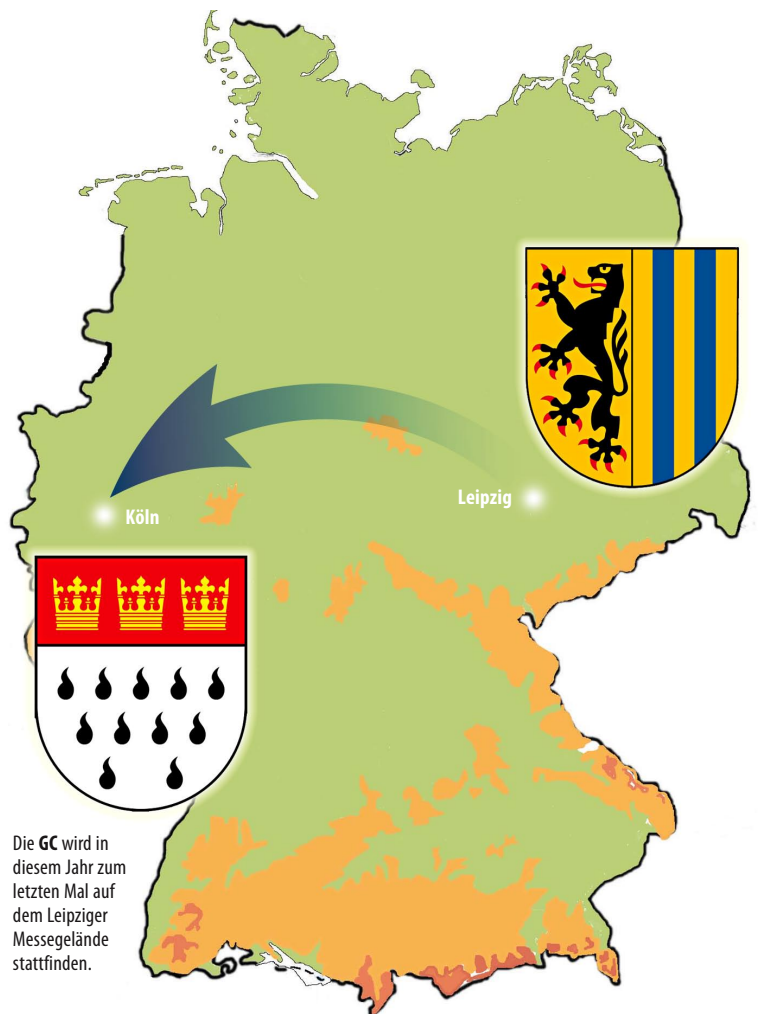 Leipzig
Köln
Die GC wird in
diesem Jahr zum
letzten Mal auf
dem Leipziger
Messegelände
stattfinden.